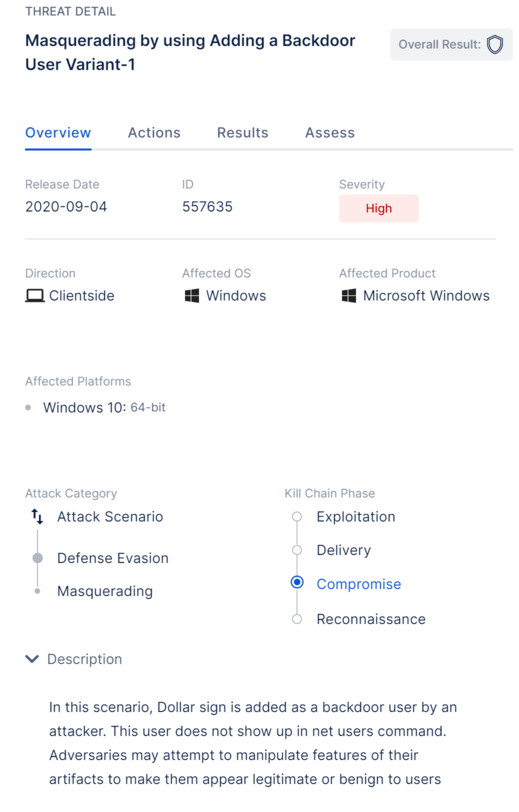 THREAT DETAIL
Masquerading by using Adding a Backdoor
User Variant-1
Overall Result:
Overview Actions Results Assess
Release Date ID Severity
2020-09-04 557635 High
Direction Affected OS Affected Product
Clientside Windows Microsoft Windows
Affected Platforms
Windows 10: 64-bit
Attack Category
Attack Scenario
Defense Evasion
Masquerading
Kill Chain Phase
Exploitation
Delivery
Compromise
Reconnaissance
Description
In this scenario, Dollar sign is added as a backdoor user by an
attacker. This user does not show up in net users command.
Adversaries may attempt to manipulate features of their
artifacts to make them appear legitimate or benign to users